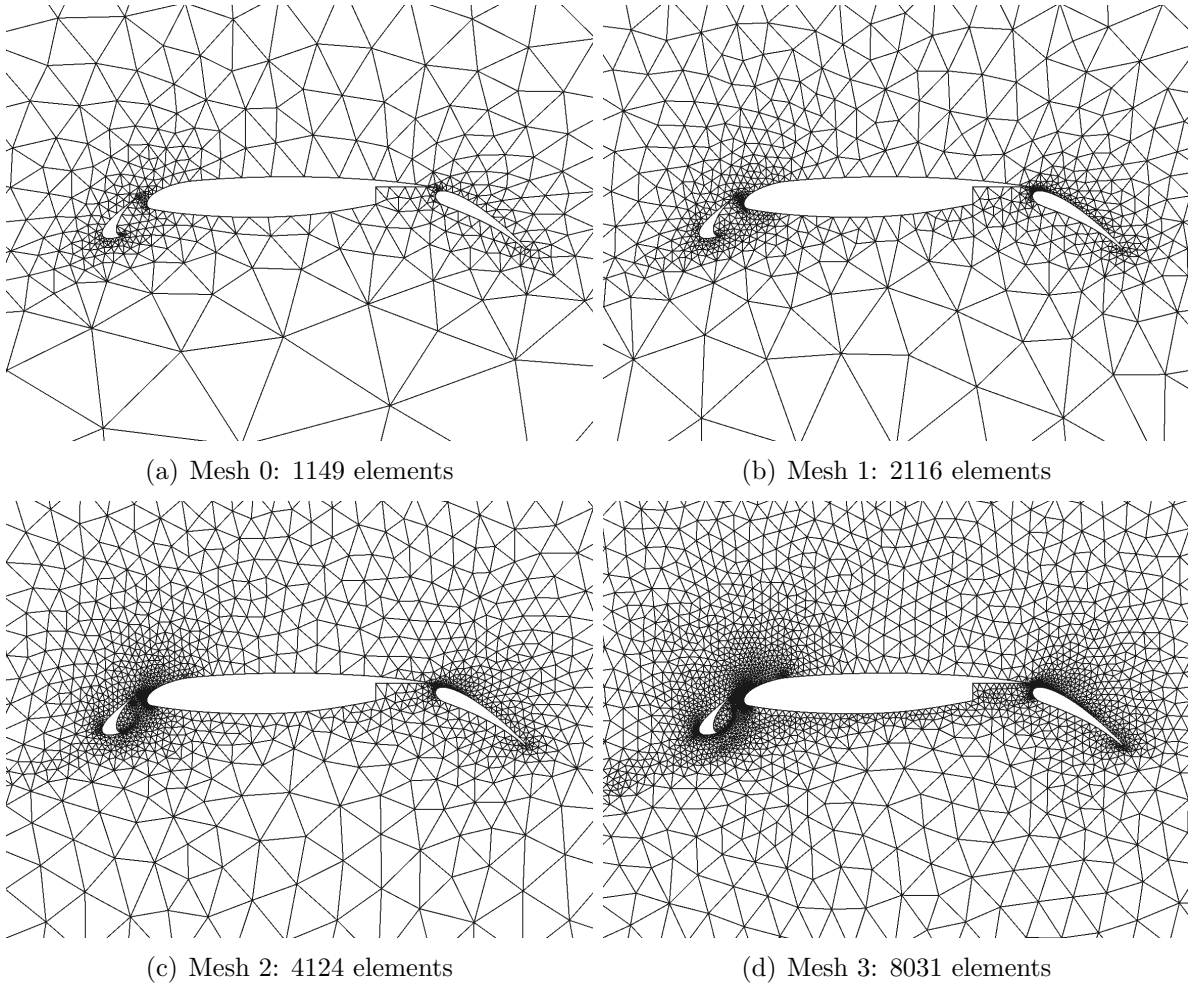 (a) Mesh 0: 1149 elements
(b) Mesh 1: 2116 elements
(c) Mesh 2: 4124 elements
(d) Mesh 3: 8031 elements